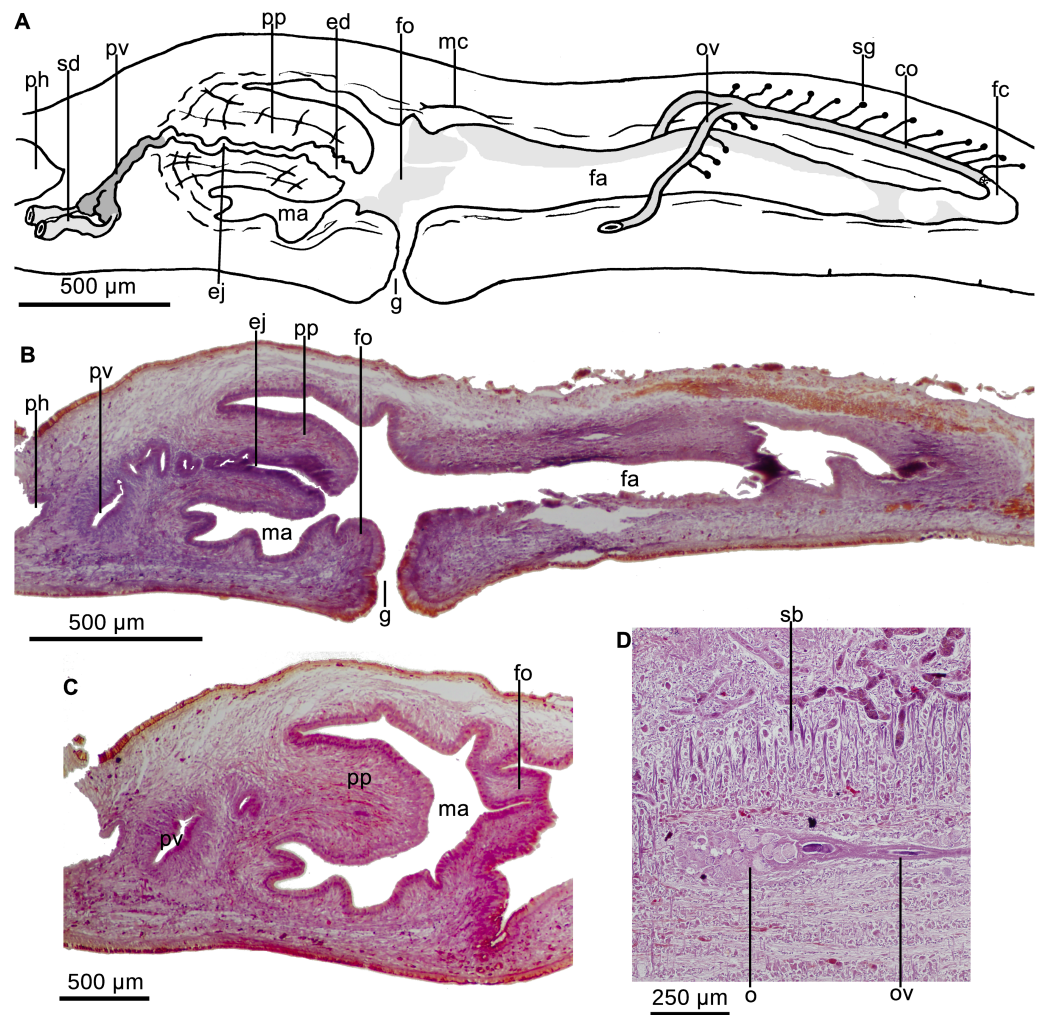 A
ph
sd
pv
pp
ed
fo
mc
ov
sg
co
fc
ma
fa
*
ej
g
500 µm
B
ph
pv
ej
pp
fo
ma
fa
g
500 µm
C
fo
pp
ma
pv
500 µm
D
sb
o
ov
250 µm